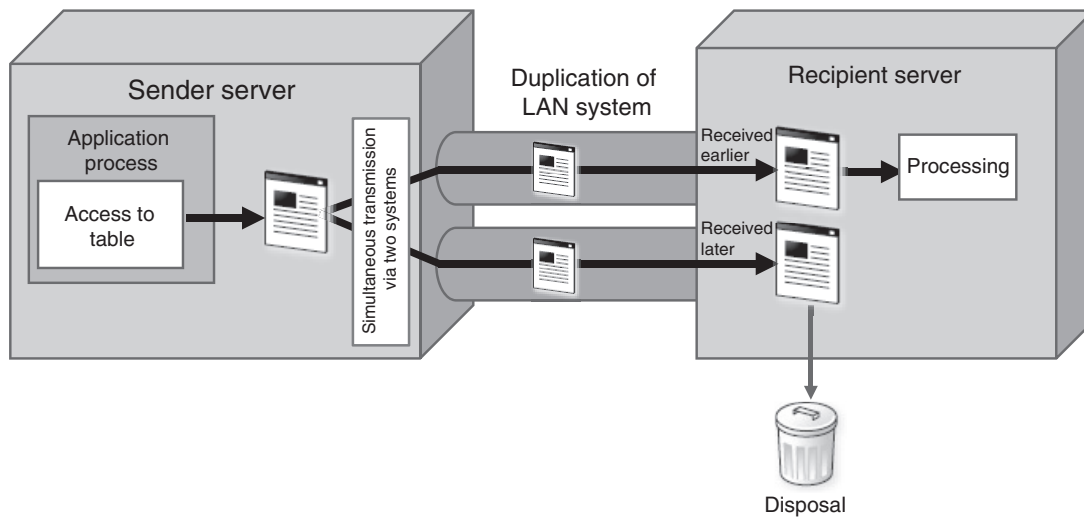 Sender server
Application
process
Access to
table
Simultaneous transmission
via two systems
Duplication of
LAN system
Received
earlier
Received
later
Recipient server
Processing
Disposal